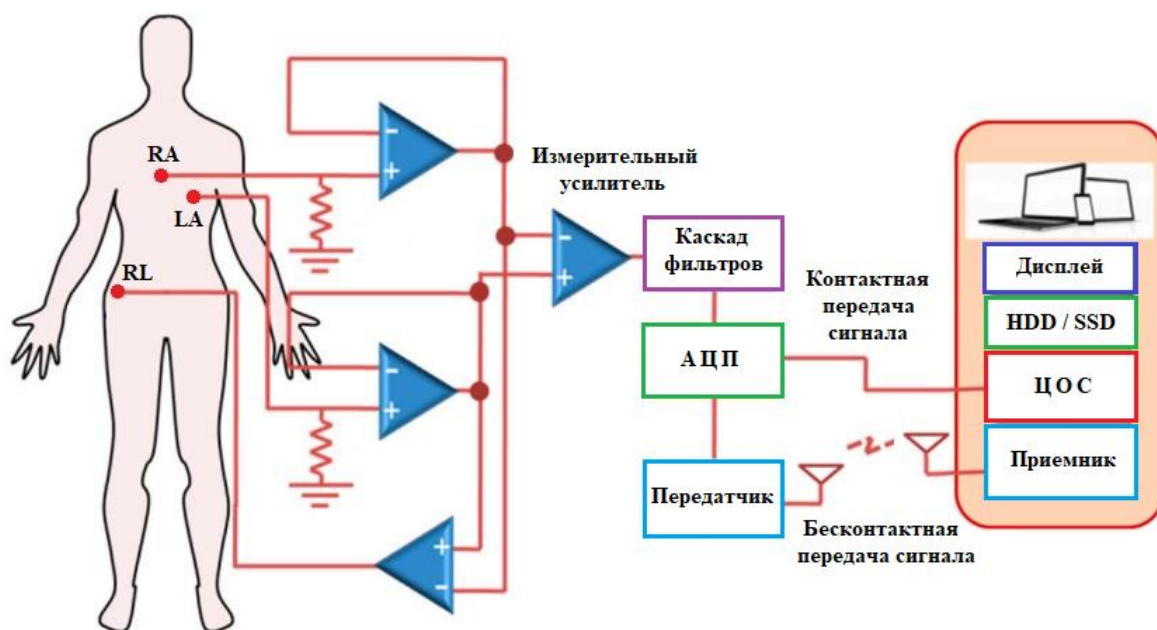 RA
LA
RL
-
+
-
+
+
-
Измерительный
усилитель
-
+
Каскад
фильтров
А Ц П
Передатчик
Контактная
передача
сигнала
Бесконтактная
передача сигнала
Дисплей
HDD / SSD
Ц О С
Приемник